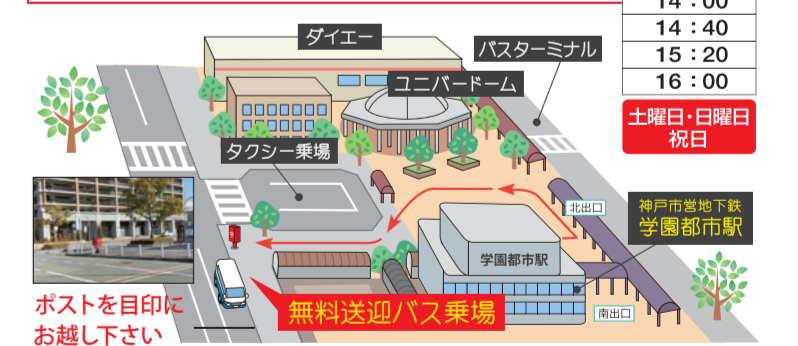 14：00
14：40
15：20
16：00
土曜日・日曜日
祝日
ダイエー
バスターミナル
ユニバードーム
タクシー乗場
北出口
神戸市営地下鉄
学園都市駅
学園都市駅
南出口
無料送迎バス乗場
ポストを目印に
お越し下さい